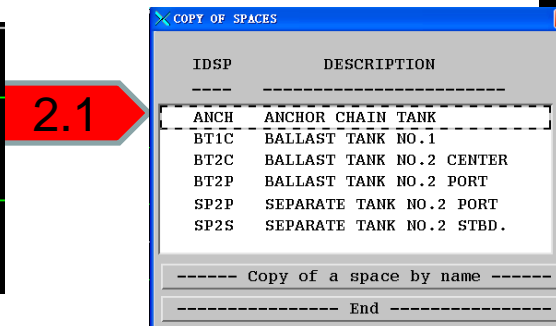 COPY OF SPACES
IDSP DESCRIPTION
---- -------------------------
2.1
ANCH ANCHOR CHAIN TANK
BT1C BALLAST TANK NO.1
BT2C BALLAST TANK NO.2 CENTER
BT2P BALLAST TANK NO.2 PORT
SP2P SEPARATE TANK NO.2 PORT
SP2S SEPARATE TANK NO.2 STBD.
------ Copy of a space by name ------
---------------- End ----------------